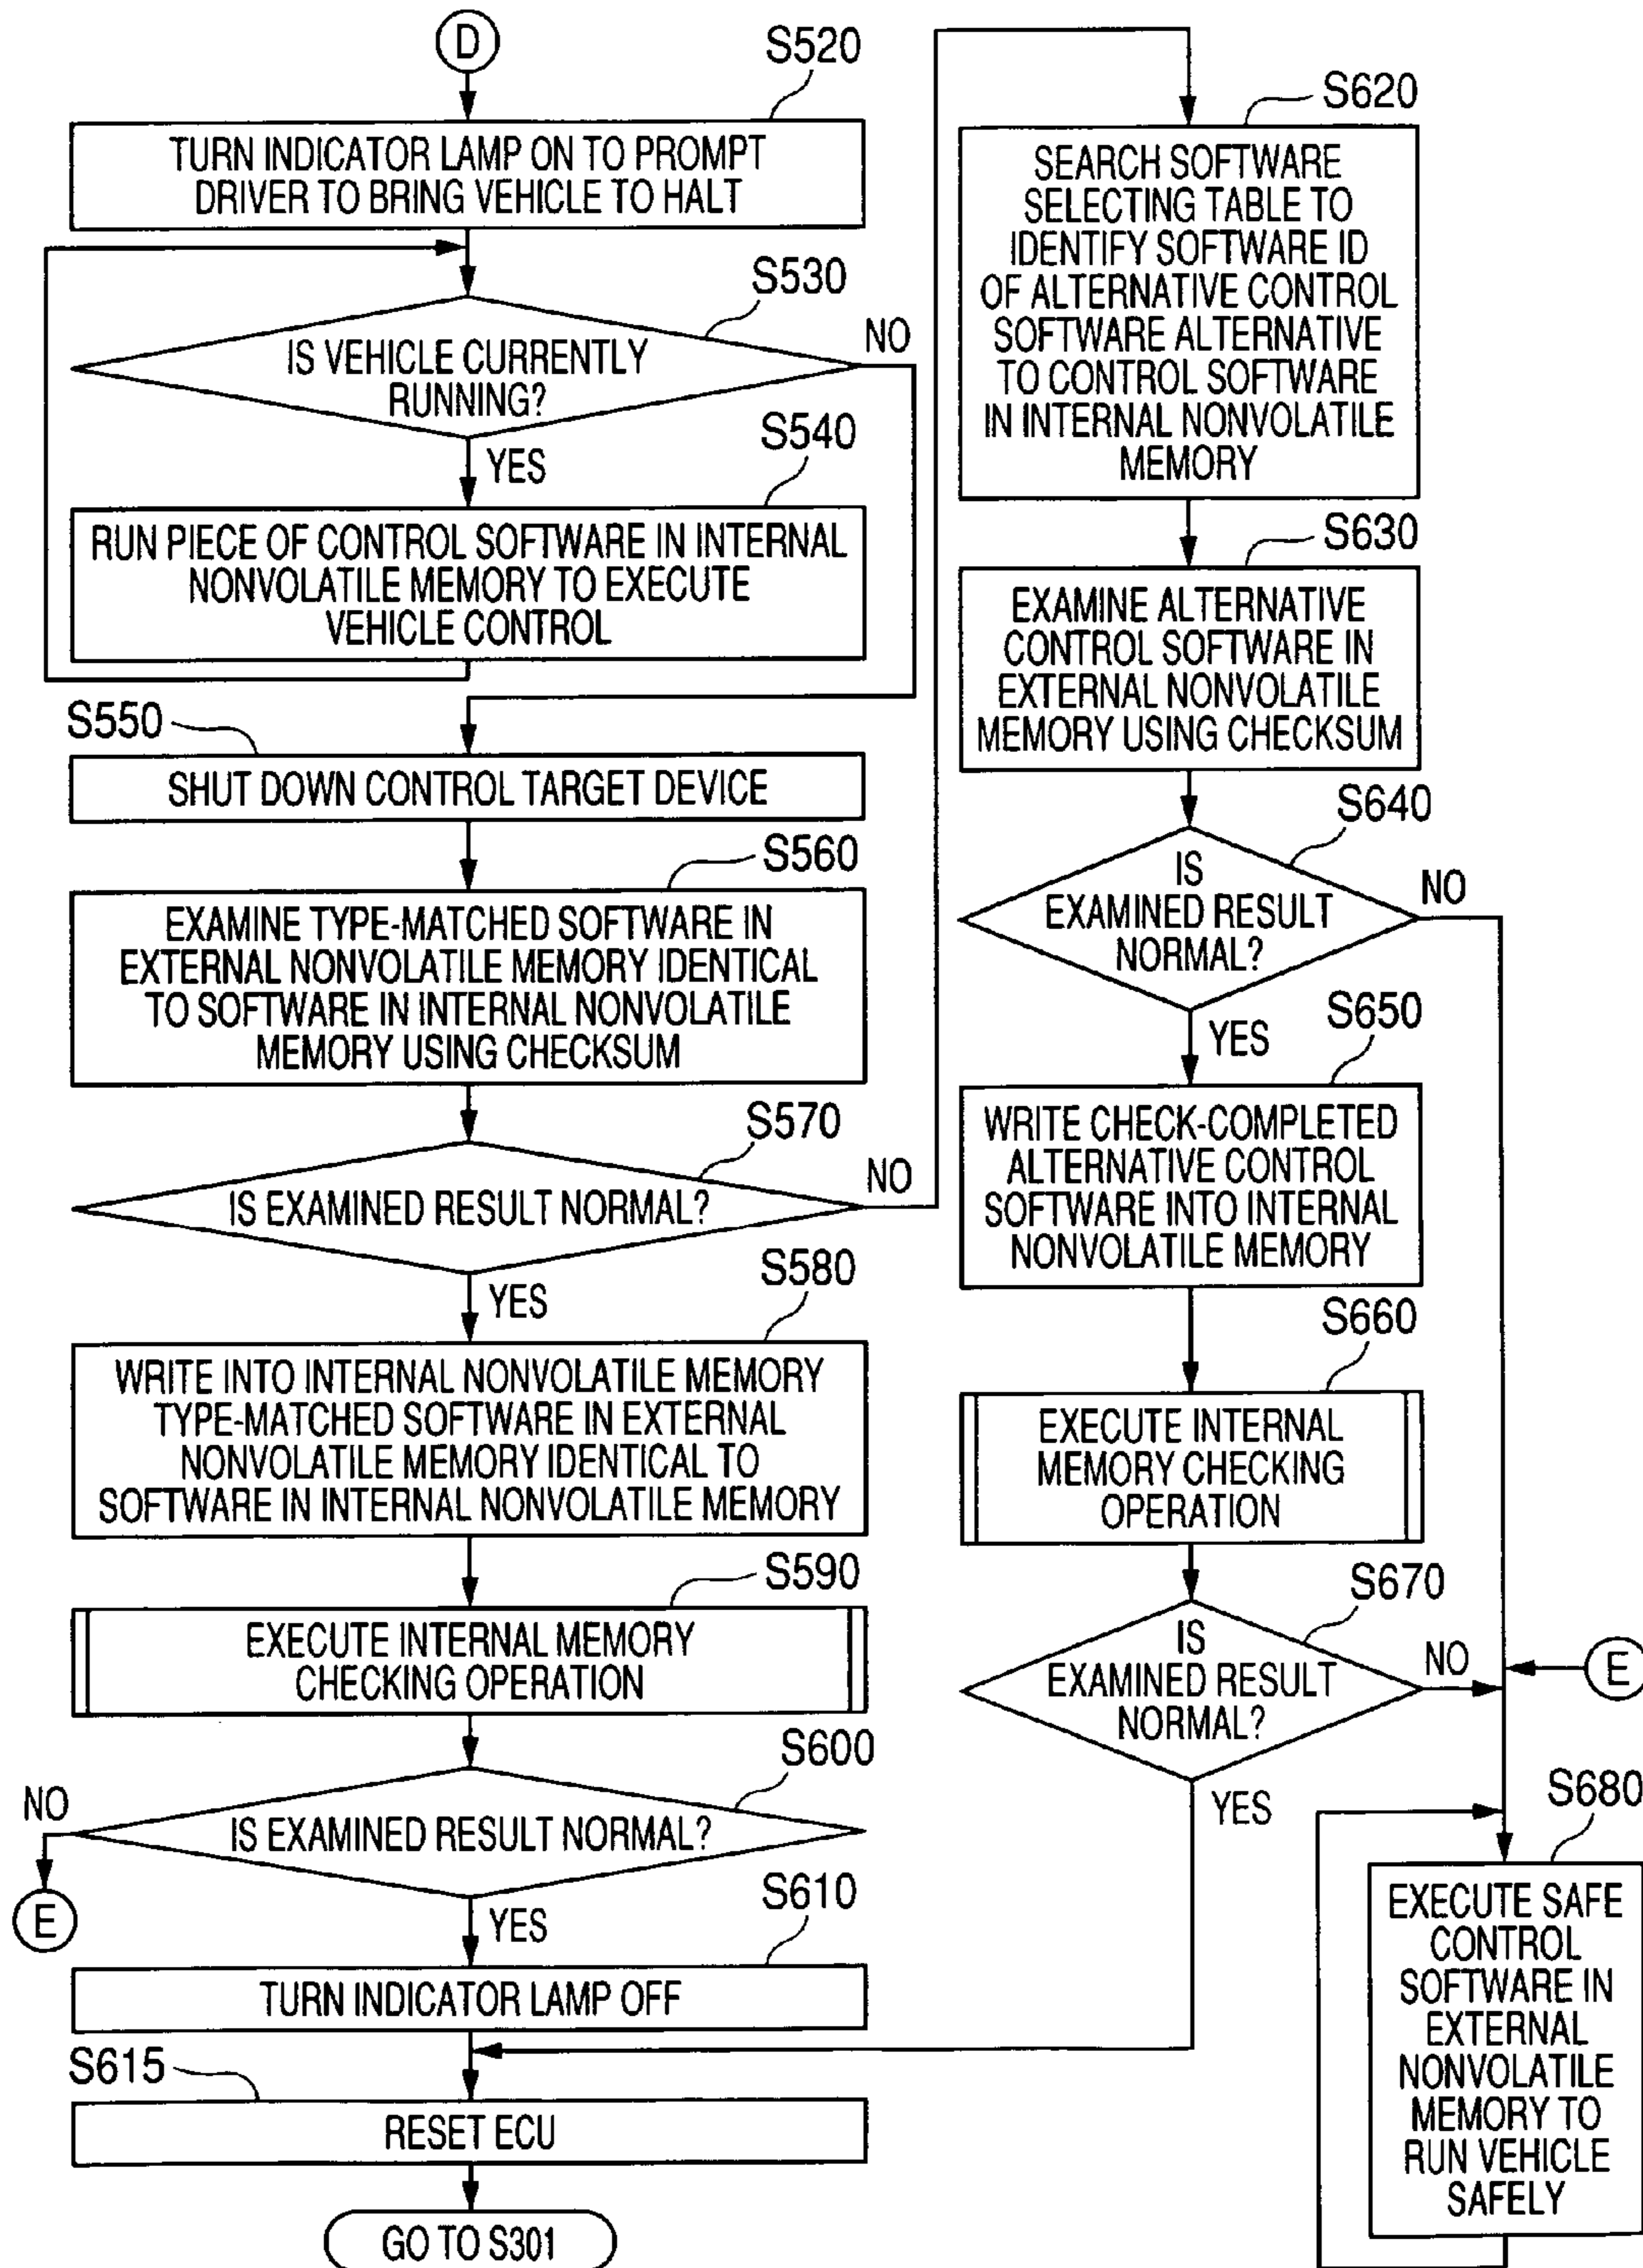 D
S520
TURN INDICATOR LAMP ON TO PROMPT
DRIVER TO BRING VEHICLE TO HALT
S530
IS VEHICLE CURRENTLY
RUNNING?
NO
YES
S540
RUN PIECE OF CONTROL SOFTWARE IN INTERNAL
NONVOLATILE MEMORY TO EXECUTE
VEHICLE CONTROL
S550
SHUT DOWN CONTROL TARGET DEVICE
S560
EXAMINE TYPE-MATCHED SOFTWARE IN
EXTERNAL NONVOLATILE MEMORY IDENTICAL
TO SOFTWARE IN INTERNAL NONVOLATILE
MEMORY USING CHECKSUM
S570
IS EXAMINED RESULT NORMAL?
NO
YES
S580
WRITE INTO INTERNAL NONVOLATILE MEMORY
TYPE-MATCHED SOFTWARE IN EXTERNAL
NONVOLATILE MEMORY IDENTICAL TO
SOFTWARE IN INTERNAL NONVOLATILE MEMORY
S590
EXECUTE INTERNAL MEMORY
CHECKING OPERATION
S600
IS EXAMINED RESULT NORMAL?
NO
E
YES
S610
TURN INDICATOR LAMP OFF
S615
RESET ECU
GO TO S301
S620
SEARCH SOFTWARE
SELECTING TABLE TO
IDENTIFY SOFTWARE ID
OF ALTERNATIVE CONTROL
SOFTWARE ALTERNATIVE
TO CONTROL SOFTWARE
IN INTERNAL NONVOLATILE
MEMORY
S630
EXAMINE ALTERNATIVE
CONTROL SOFTWARE IN
EXTERNAL NONVOLATILE
MEMORY USING CHECKSUM
S640
IS
EXAMINED RESULT
NORMAL?
NO
YES
S650
WRITE CHECK-COMPLETED
ALTERNATIVE CONTROL
SOFTWARE INTO INTERNAL
NONVOLATILE MEMORY
S660
EXECUTE INTERNAL
MEMORY CHECKING
OPERATION
S670
IS
EXAMINED RESULT
NORMAL?
NO
E
YES
S680
EXECUTE SAFE
CONTROL
SOFTWARE IN
EXTERNAL
NONVOLATILE
MEMORY TO
RUN VEHICLE
SAFELY